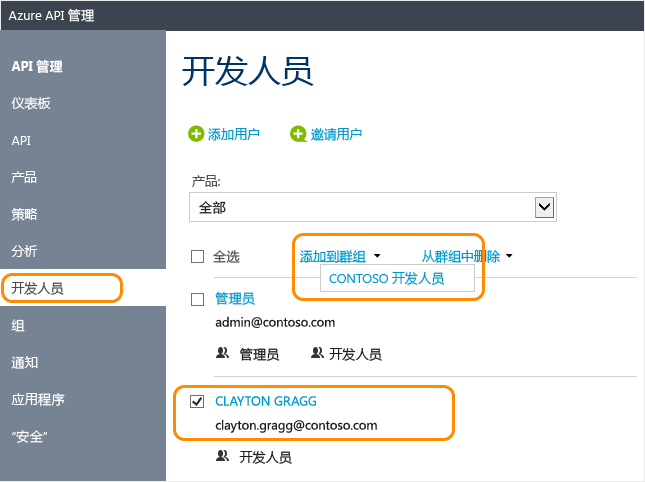 Azure API 管理
API 管理
仪表板
API
产品
策略
分析
开发人员
组
通知
应用程序
“安全”
开发人员
添加用户 邀请用户
产品:
全部
全选 添加到群组 从群组中删除
CONTOSO 开发人员
管理员
admin@contoso.com
管理员 开发人员
CLAYTON GRAGG
clayton.gragg@contoso.com
开发人员